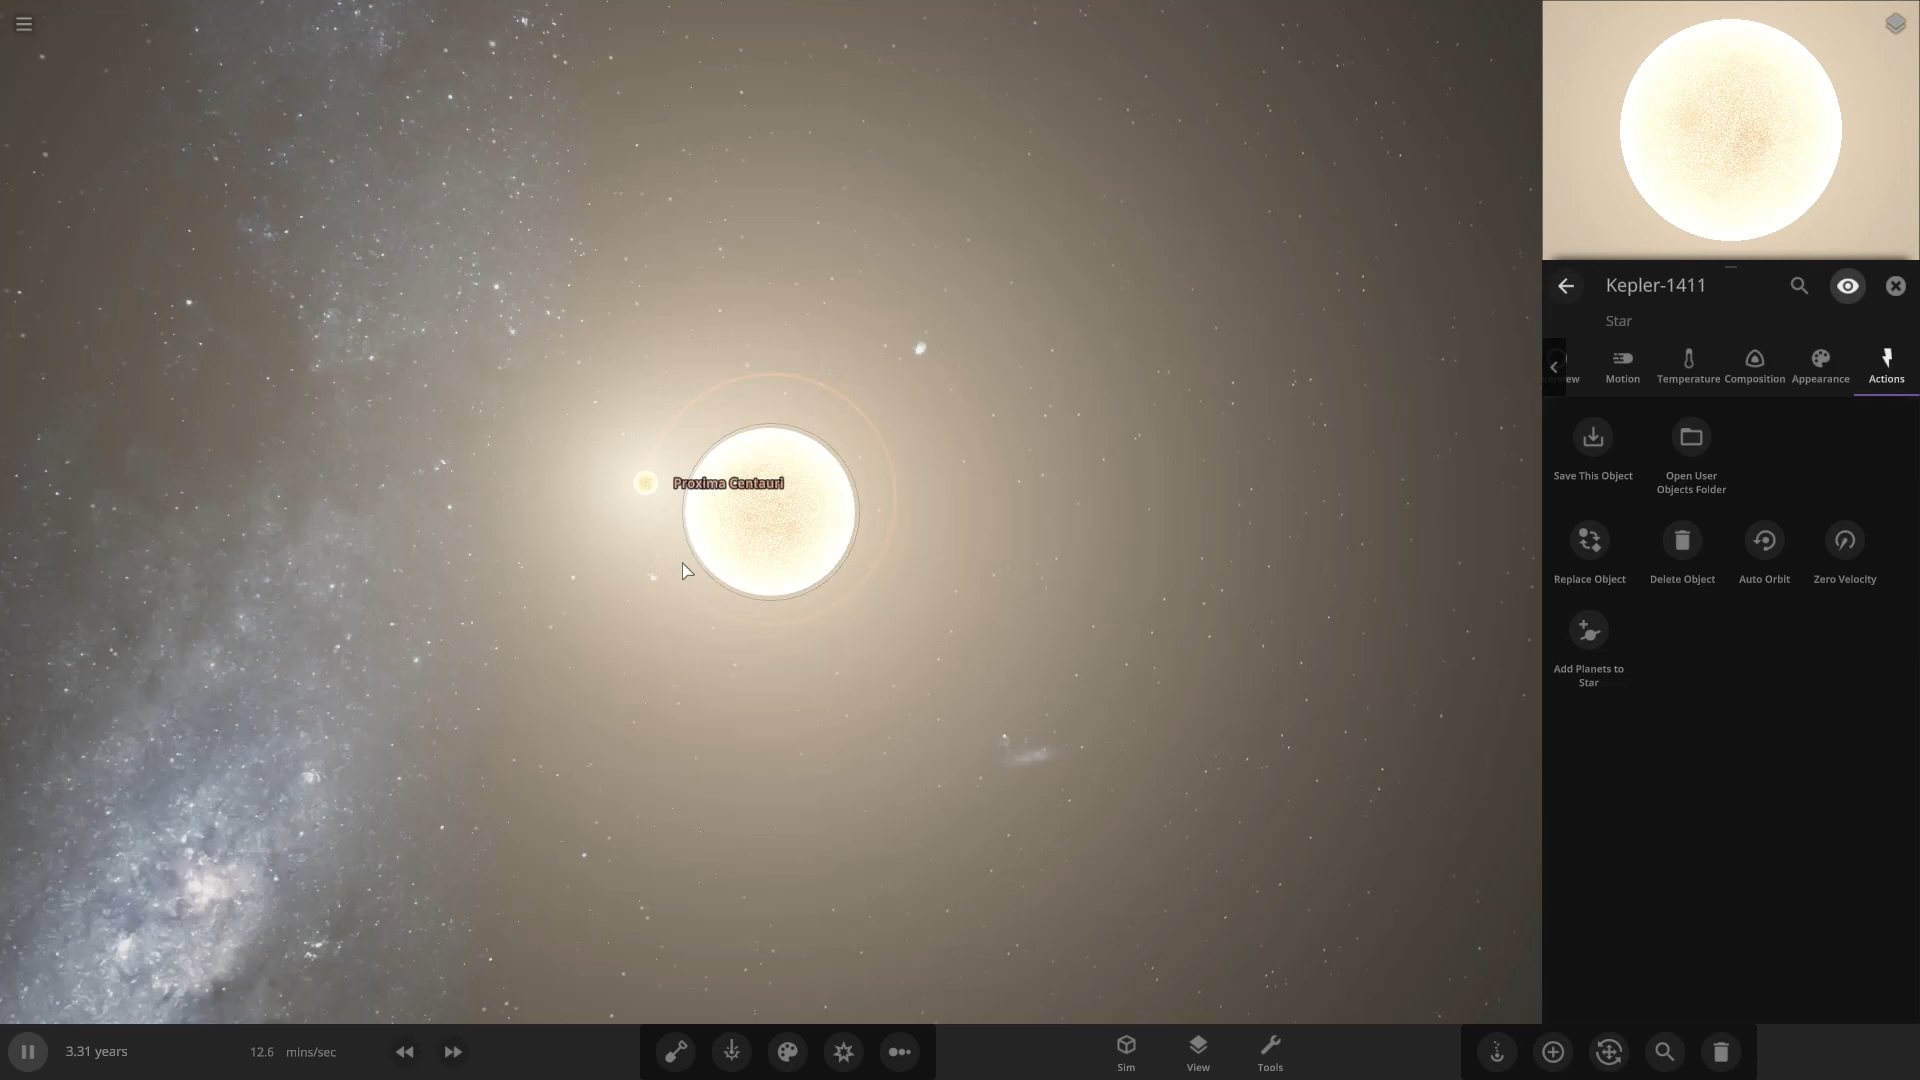 Kepler-1411
Star
Motion
Temperature
Composition
Appearance
Actions
Proxima Centauri
Save This Object
Open User
Objects Folder
Replace Object
Delete Object
Auto Orbit
Zero Velocity
Add Planets to
Star
3.31 years
12.6 mins/sec
Sim
View
Tools